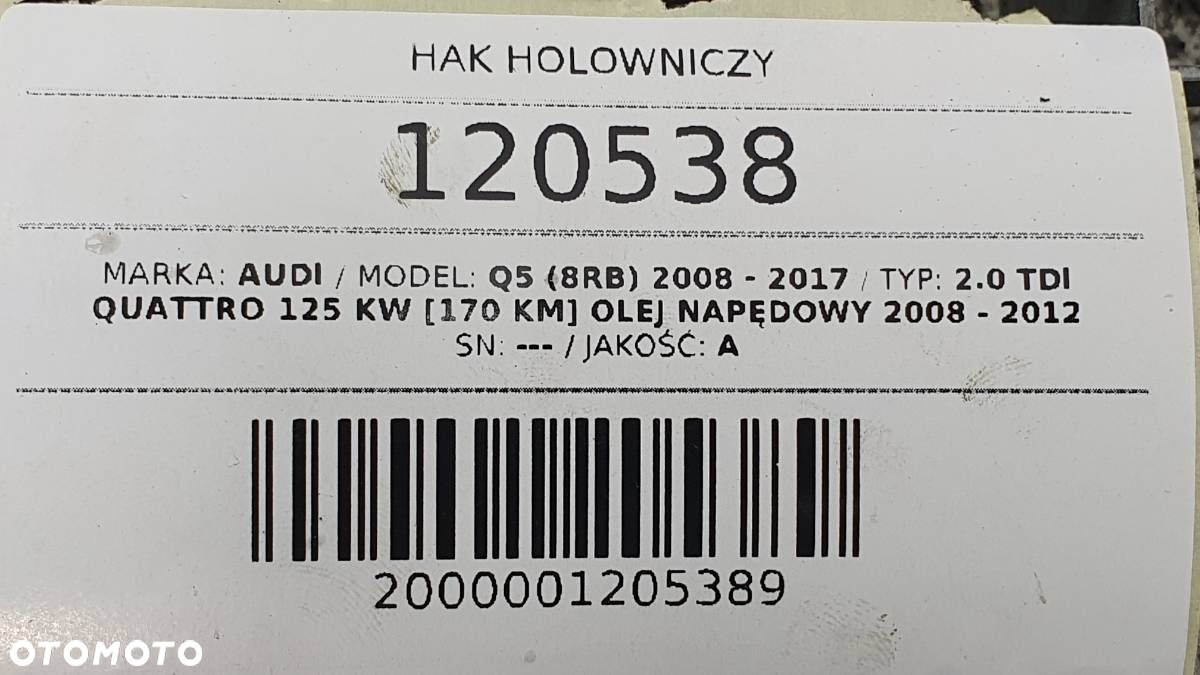 HAK HOLOWNICZY
120538
MARKA: AUDI / MODEL: Q5 (8RB) 2008 - 2017 / TYP: 2.0 TDI
QUATTRO 125 KW [170 KM] OLEJ NAPĘDOWY 2008 - 2012
SN: --- / JAKOŚĆ: A
2000001205389
OTOMOTO